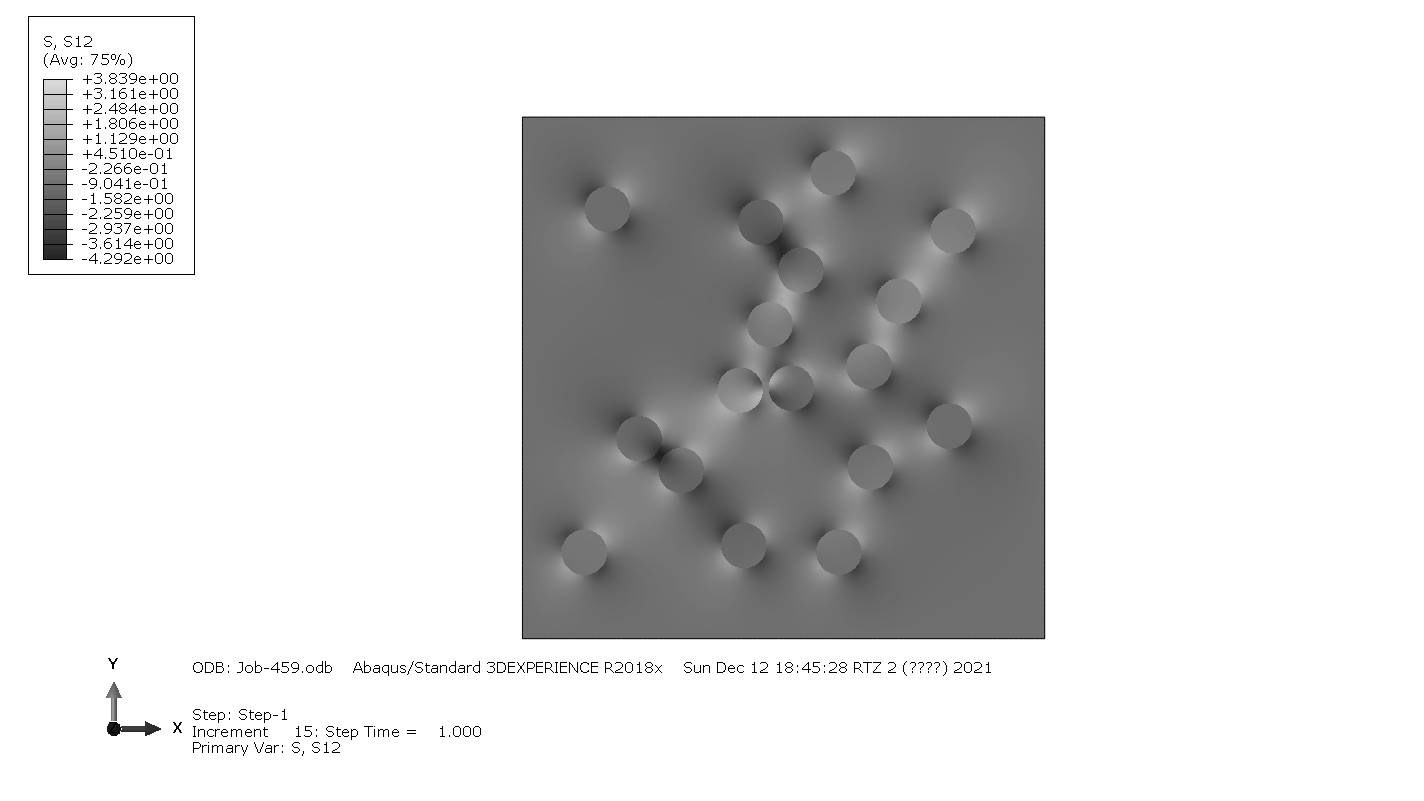 S, S12
(Avg: 75%)
+3.839e+00
+3.161e+00
+2.484e+00
+1.806e+00
+1.129e+00
+4.510e-01
-2.266e-01
-9.041e-01
-1.582e+00
-2.259e+00
-2.937e+00
-3.614e+00
-4.292e+00
Y
X
ODB: Job-459.odb    Abaqus/Standard 3DEXPERIENCE R2018x    Sun Dec 12 18:45:28 RTZ 2 (????) 2021
Step: Step-1
Increment    15: Step Time =    1.000
Primary Var: S, S12